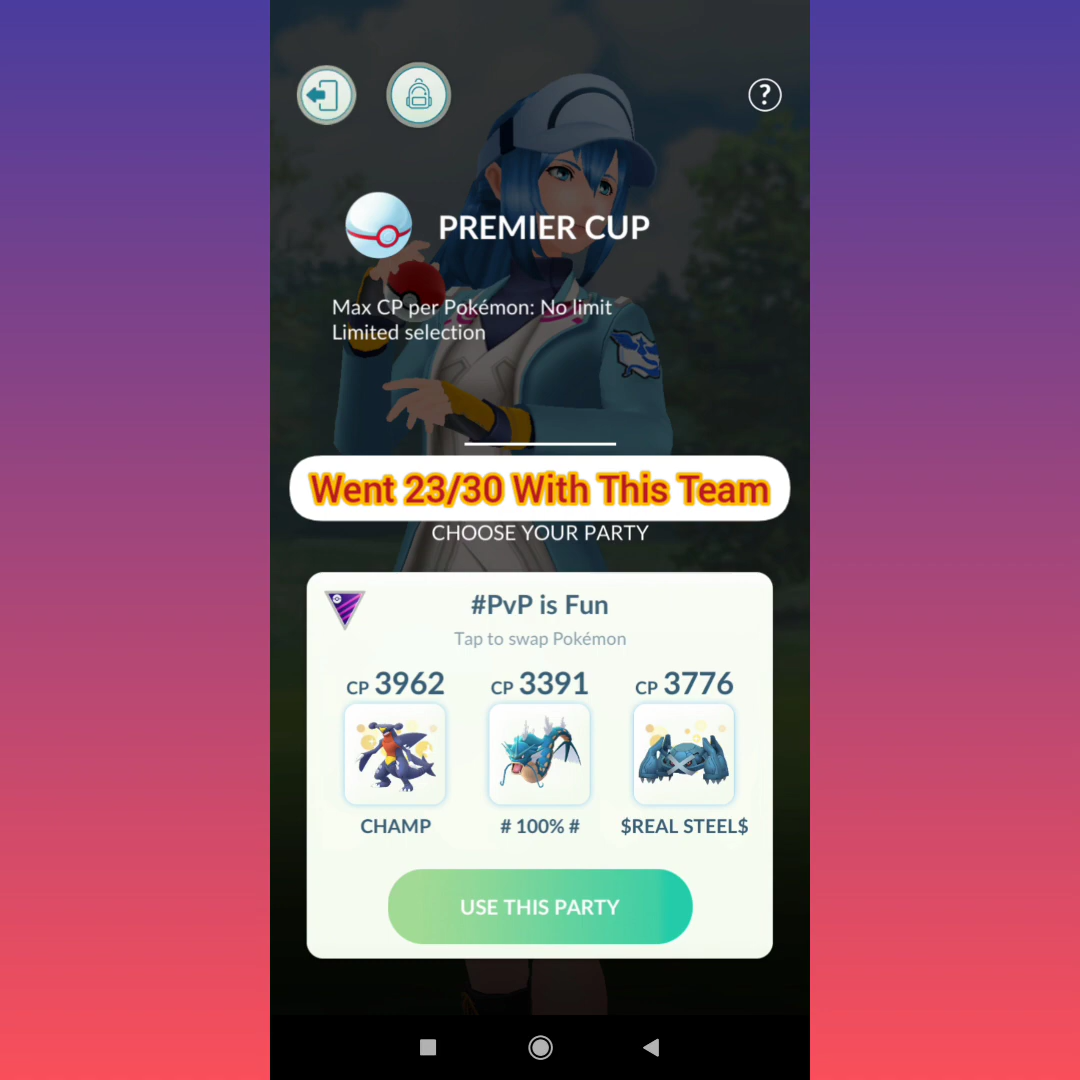 ?
PREMIER CUP
Max CP per Pokémon: No limit
Limited selection
Went 23/30 With This Team
CHOOSE YOUR PARTY
#PvP is Fun
Tap to swap Pokémon
CP 3962 CP 3391 CP 3776
CHAMP # 100% # $REAL STEEL$
USE THIS PARTY